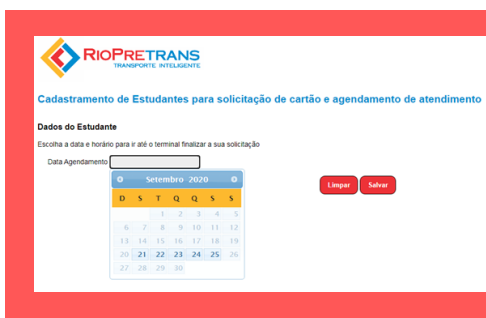 RIOPRETRANS
TRANSPORTE INTELIGENTE
Cadastramento de Estudantes para solicitação de cartão e agendamento de atendimento
Dados do Estudante
Escolha a data e horário para ir até o terminal finalizar a sua solicitação
Data Agendamento
Setembro 2020
D S T Q Q S S
1 2 3 4 5
6 7 8 9 10 11 12
13 14 15 16 17 18 19
20 21 22 23 24 25 26
27 28 29 30
Limpar Salvar